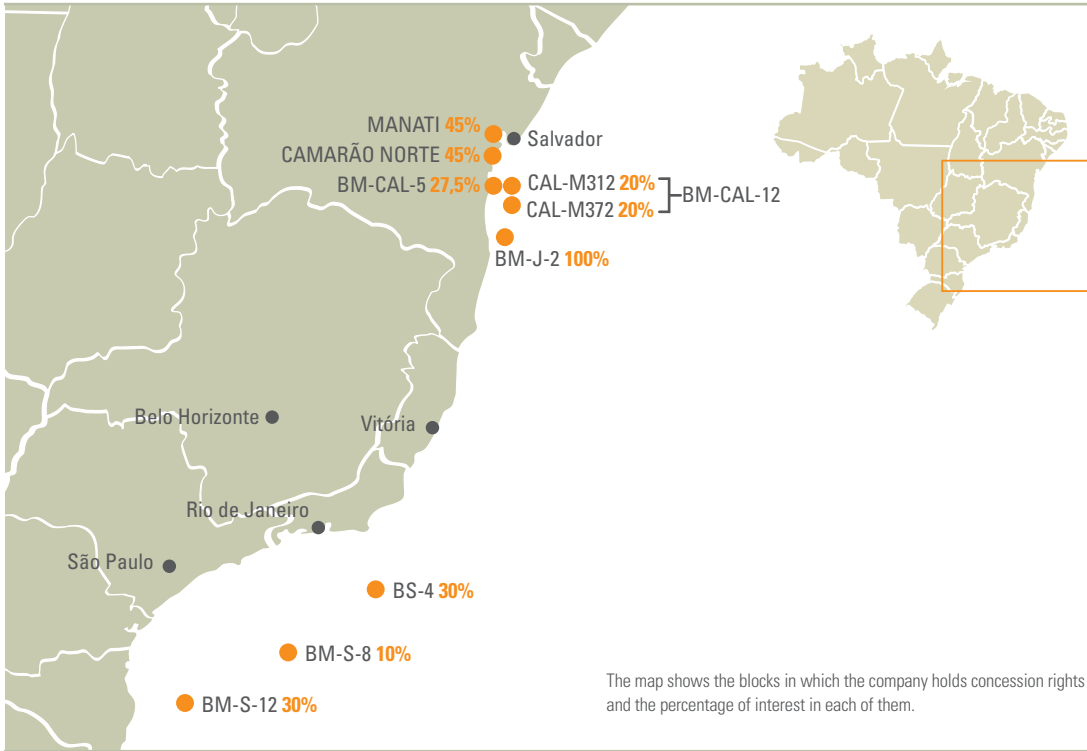 MANATI 45%
Salvador
CAMARÃO NORTE 45%
BM-CAL-5 27,5%
CAL-M312 20%
CAL-M372 20%
BM-CAL-12
BM-J-2 100%
Belo Horizonte
Vitória
Rio de Janeiro
São Paulo
BS-4 30%
BM-S-8 10%
BM-S-12 30%
The map shows the blocks in which the company holds concession rights
and the percentage of interest in each of them.